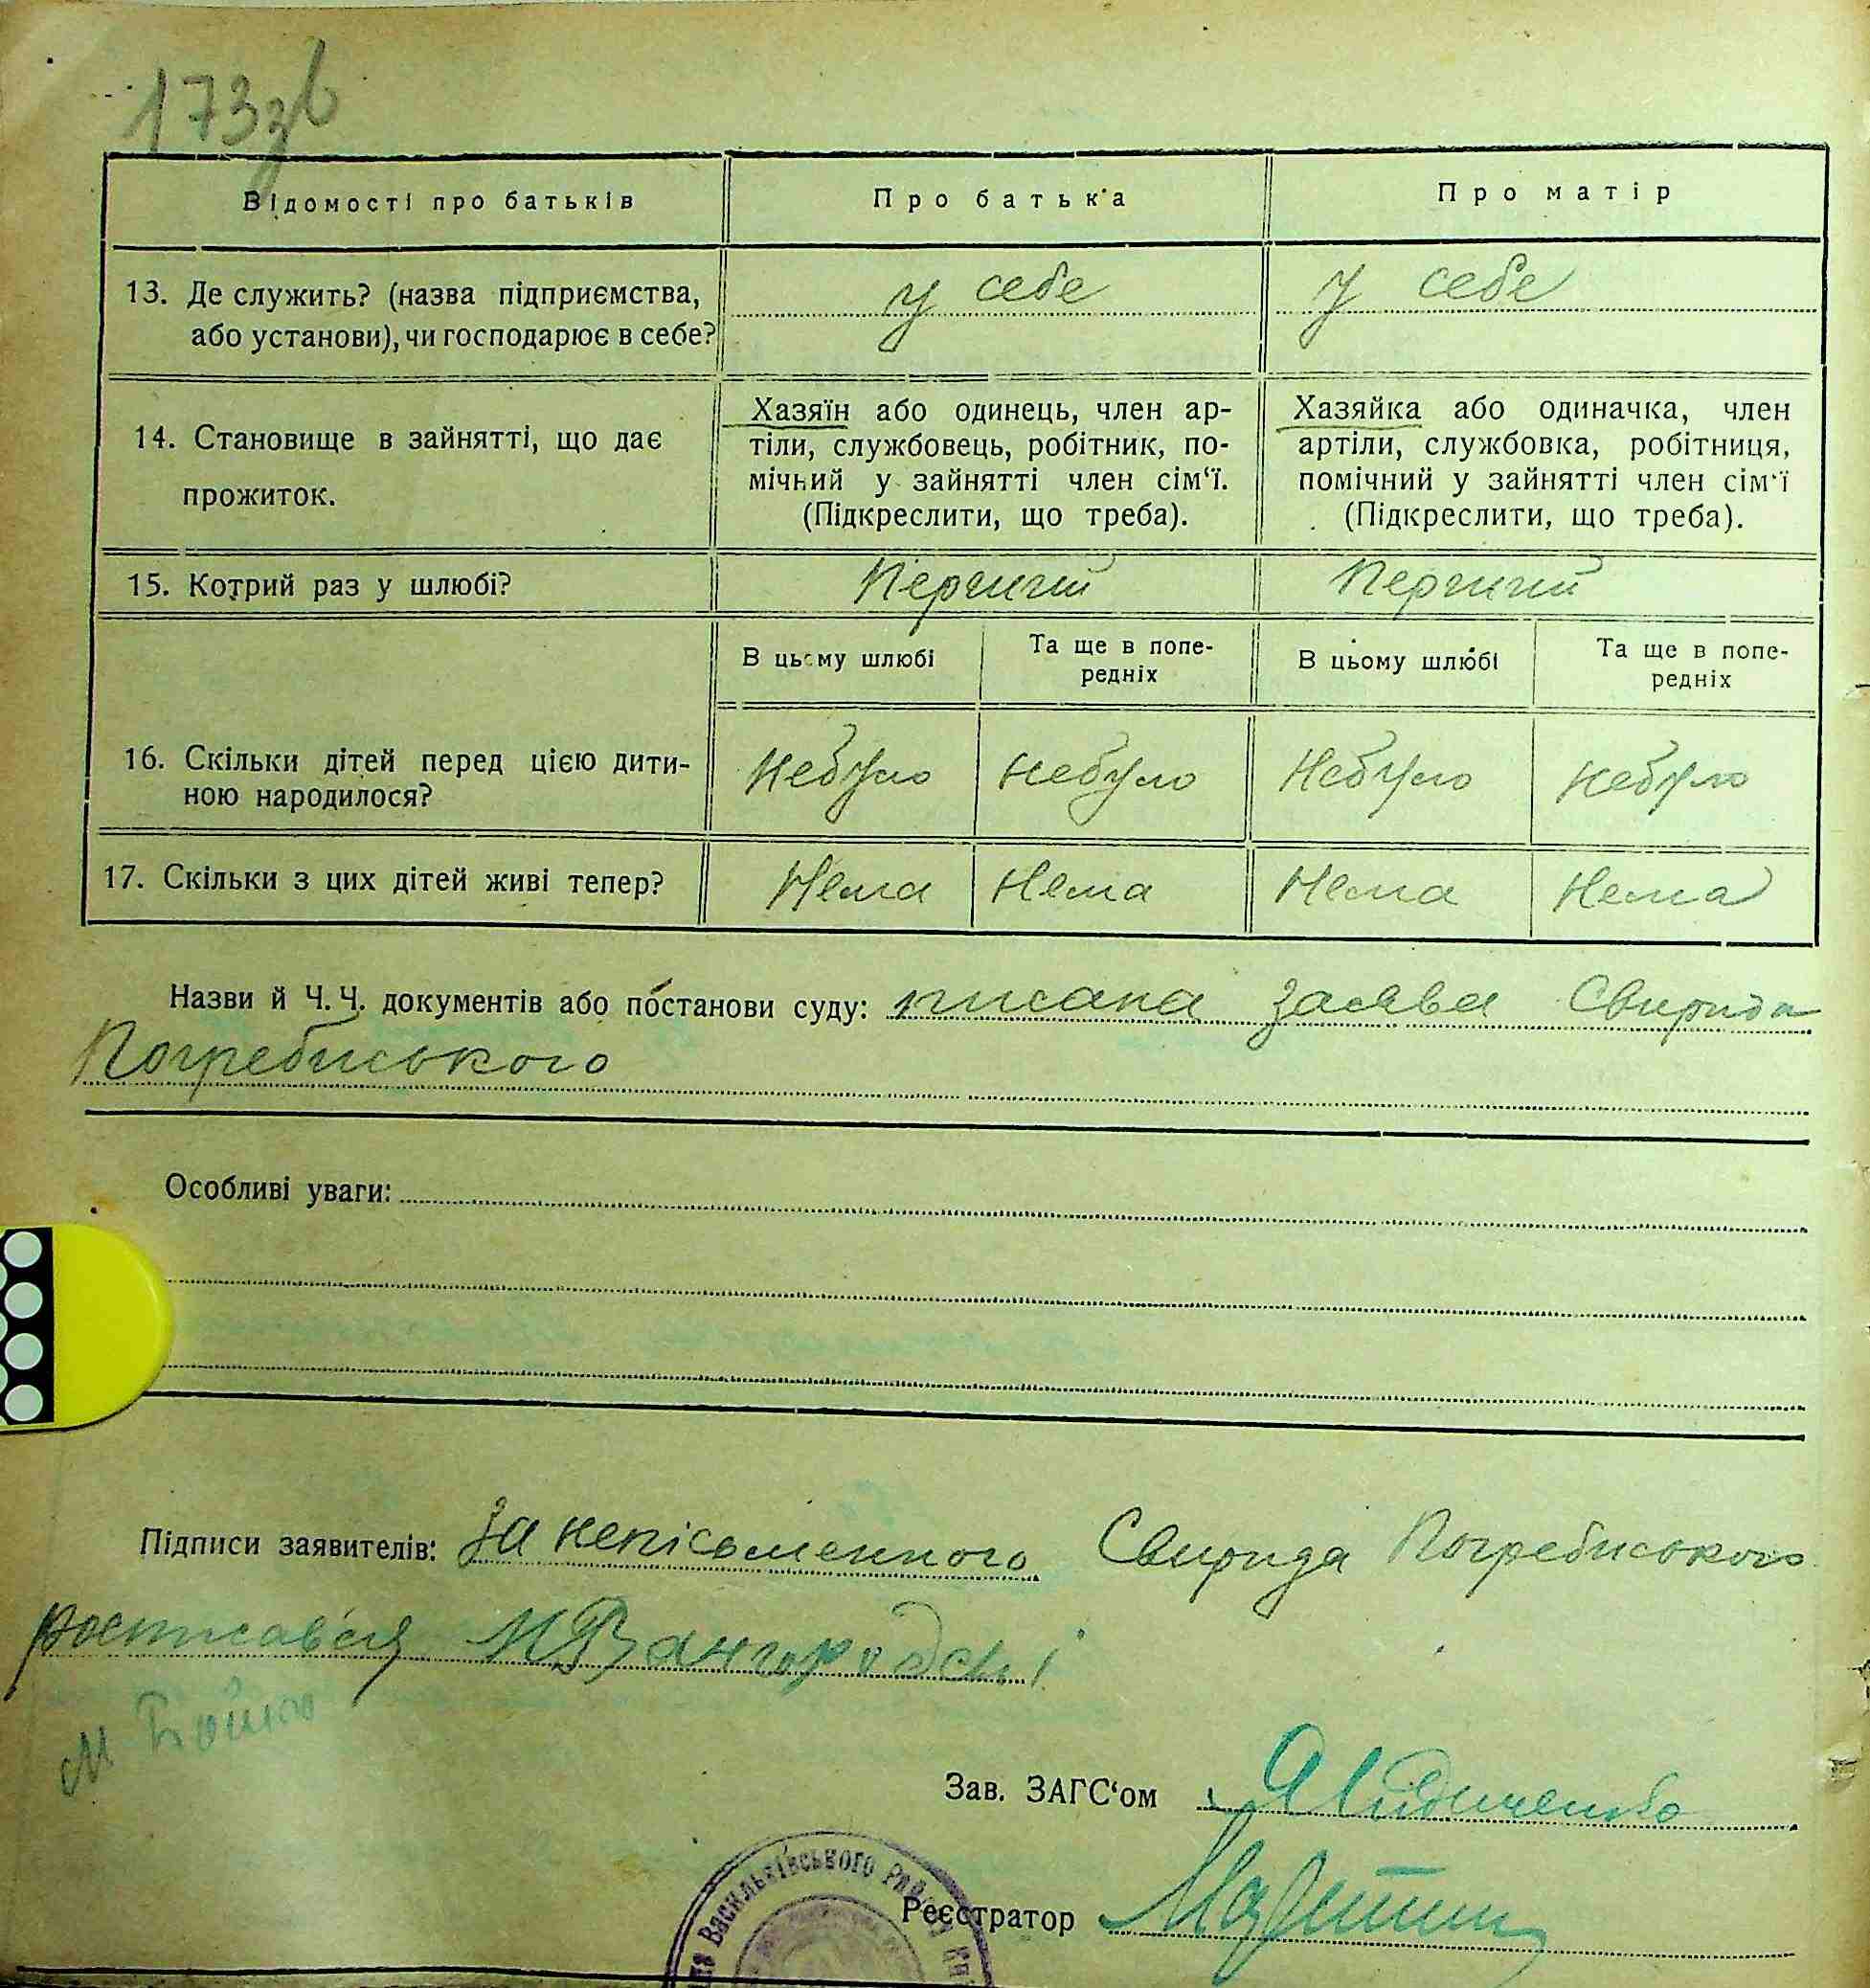 173зв
Відомості про батьків
Про батька
Про матір
13. Де служить? (назва підприємства,
або установи), чи господарює в себе?
у себе
у себе
14. Становище в зайнятті, що дає
прожиток.
Хазяїн або одинець, член ар-
тіли, службовець, робітник, по-
мічний у зайнятті член сім‘ї.
(Підкреслити, що треба).
Хазяйка або одиначка, член
артіли, службовка, робітниця,
помічний у зайнятті член сім‘ї
(Підкреслити, що треба).
15. Котрий раз у шлюбі?
Перший
Перший
В цьому шлюбі
Та ще в попе-
редніх
В цьому шлюбі
Та ще в попе-
редніх
16. Скільки дітей перед цією дити-
ною народилося?
Небуло
Небуло
Небуло
Небуло
17. Скільки з цих дітей живі тепер?
Нема
Нема
Нема
Нема
Назви й Ч. Ч. документів або постанови суду: писана заява Свирида
Погребиського
Особливі уваги:
Підписи заявителів: за непісьменного Свирида Погребиського
росписався
М Бойко
Зав. ЗАГС‘ом
Васильківського Район
Реєстратор